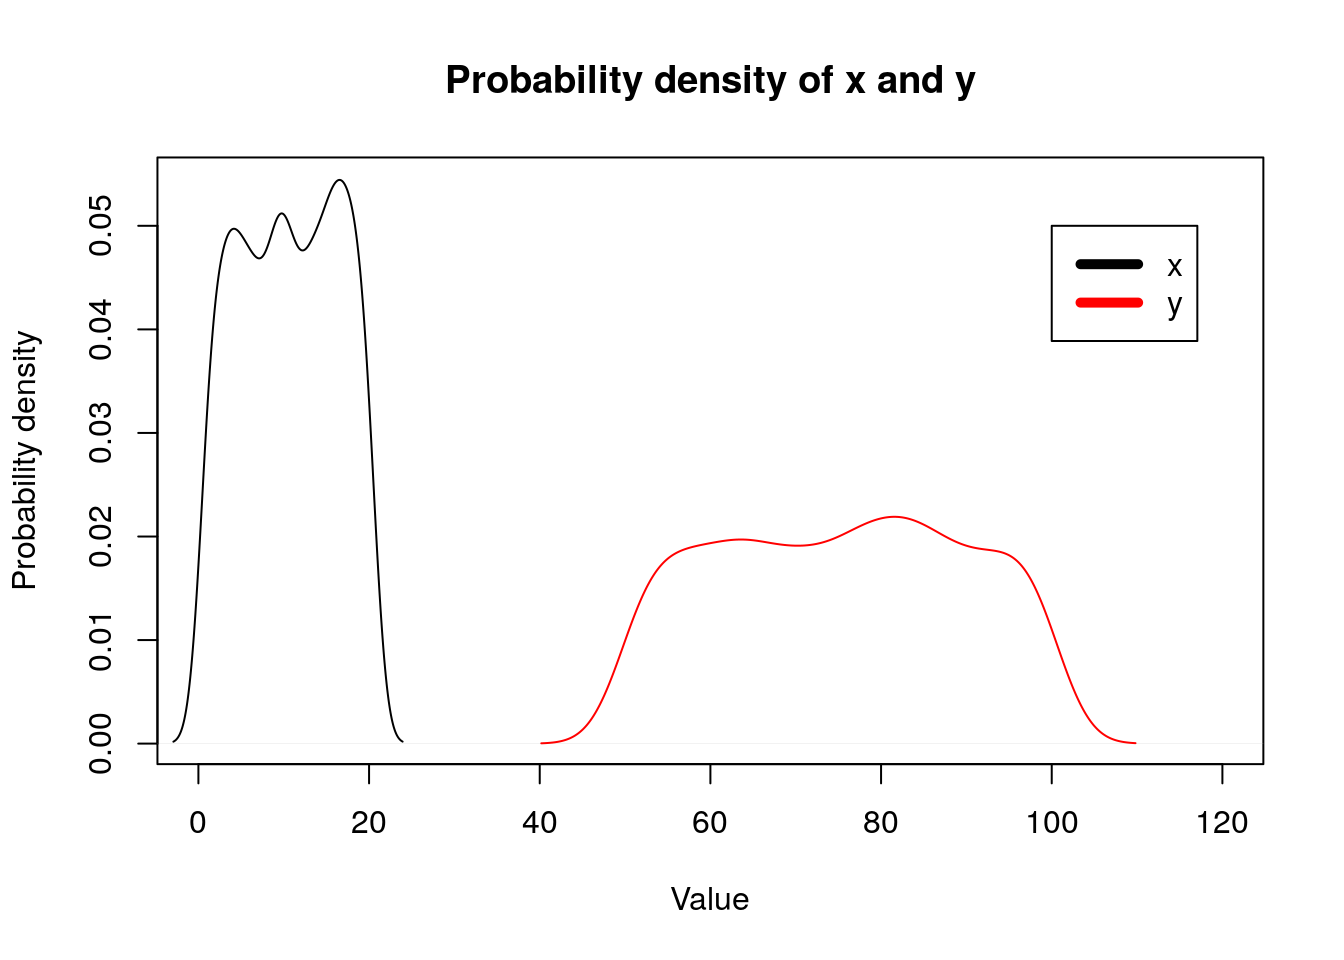 Probability density of x and y
Probability density
0.00
0.01
0.02
0.03
0.04
0.05
x
y
0 20 40 60 80 100 120
Value